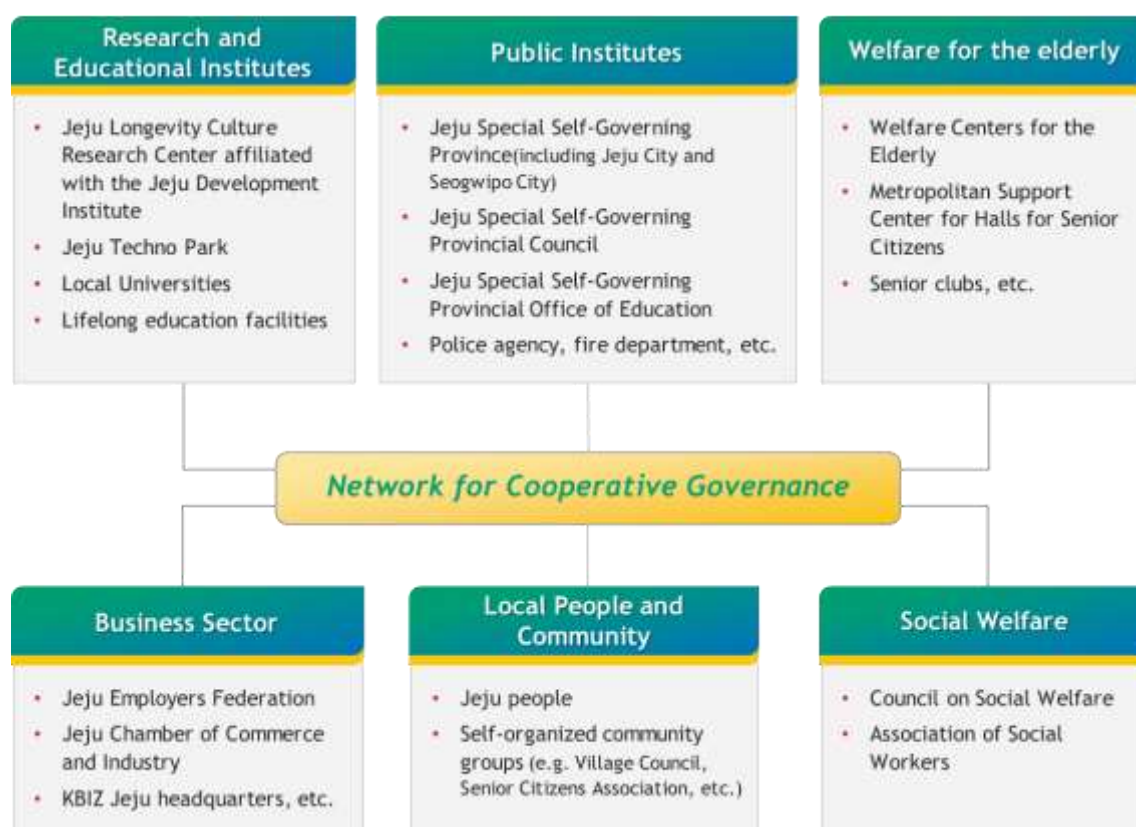 Research and
Educational Institutes
• Jeju Longevity Culture
Research Center affiliated
with the Jeju Development
Institute
• Jeju Techno Park
• Local Universities
• Lifelong education facilities
Public Institutes
• Jeju Special Self-Governing
Province(including Jeju City and
Seogwipo City)
• Jeju Special Self-Governing
Provincial Council
• Jeju Special Self-Governing
Provincial Office of Education
• Police agency, fire department, etc.
Welfare for the elderly
• Welfare Centers for the
Elderly
• Metropolitan Support
Center for Halls for Senior
Citizens
• Senior clubs, etc.
Network for Cooperative Governance
Business Sector
• Jeju Employers Federation
• Jeju Chamber of Commerce
and Industry
• KBIZ Jeju headquarters, etc.
Local People and
Community
• Jeju people
• Self-organized community
groups (e.g. Village Council,
Senior Citizens Association, etc.)
Social Welfare
• Council on Social Welfare
• Association of Social
Workers